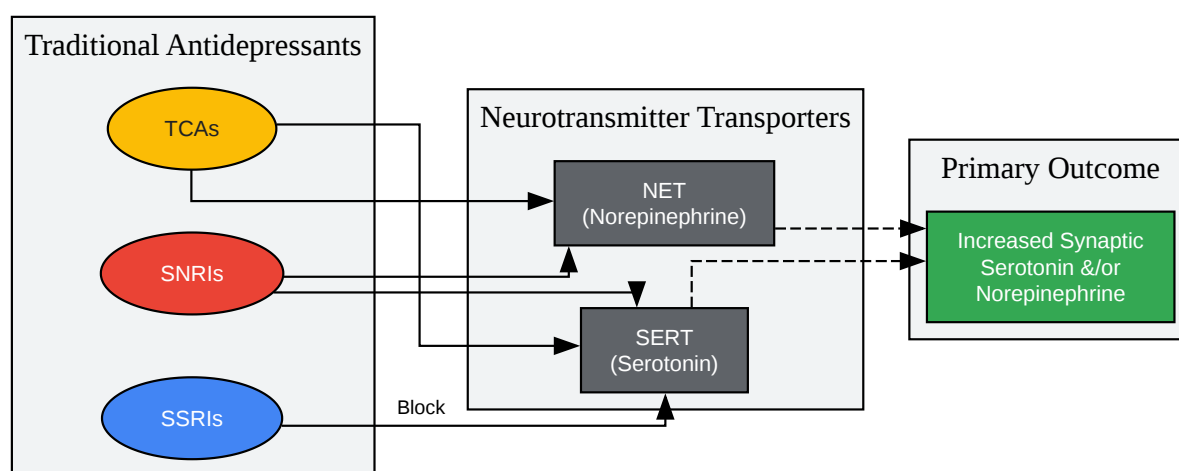 Traditional Antidepressants
TCAs
SNRIs
SSRIs
Block
Neurotransmitter Transporters
NET
(Norepinephrine)
SERT
(Serotonin)
Primary Outcome
Increased Synaptic
Serotonin &/or
Norepinephrine